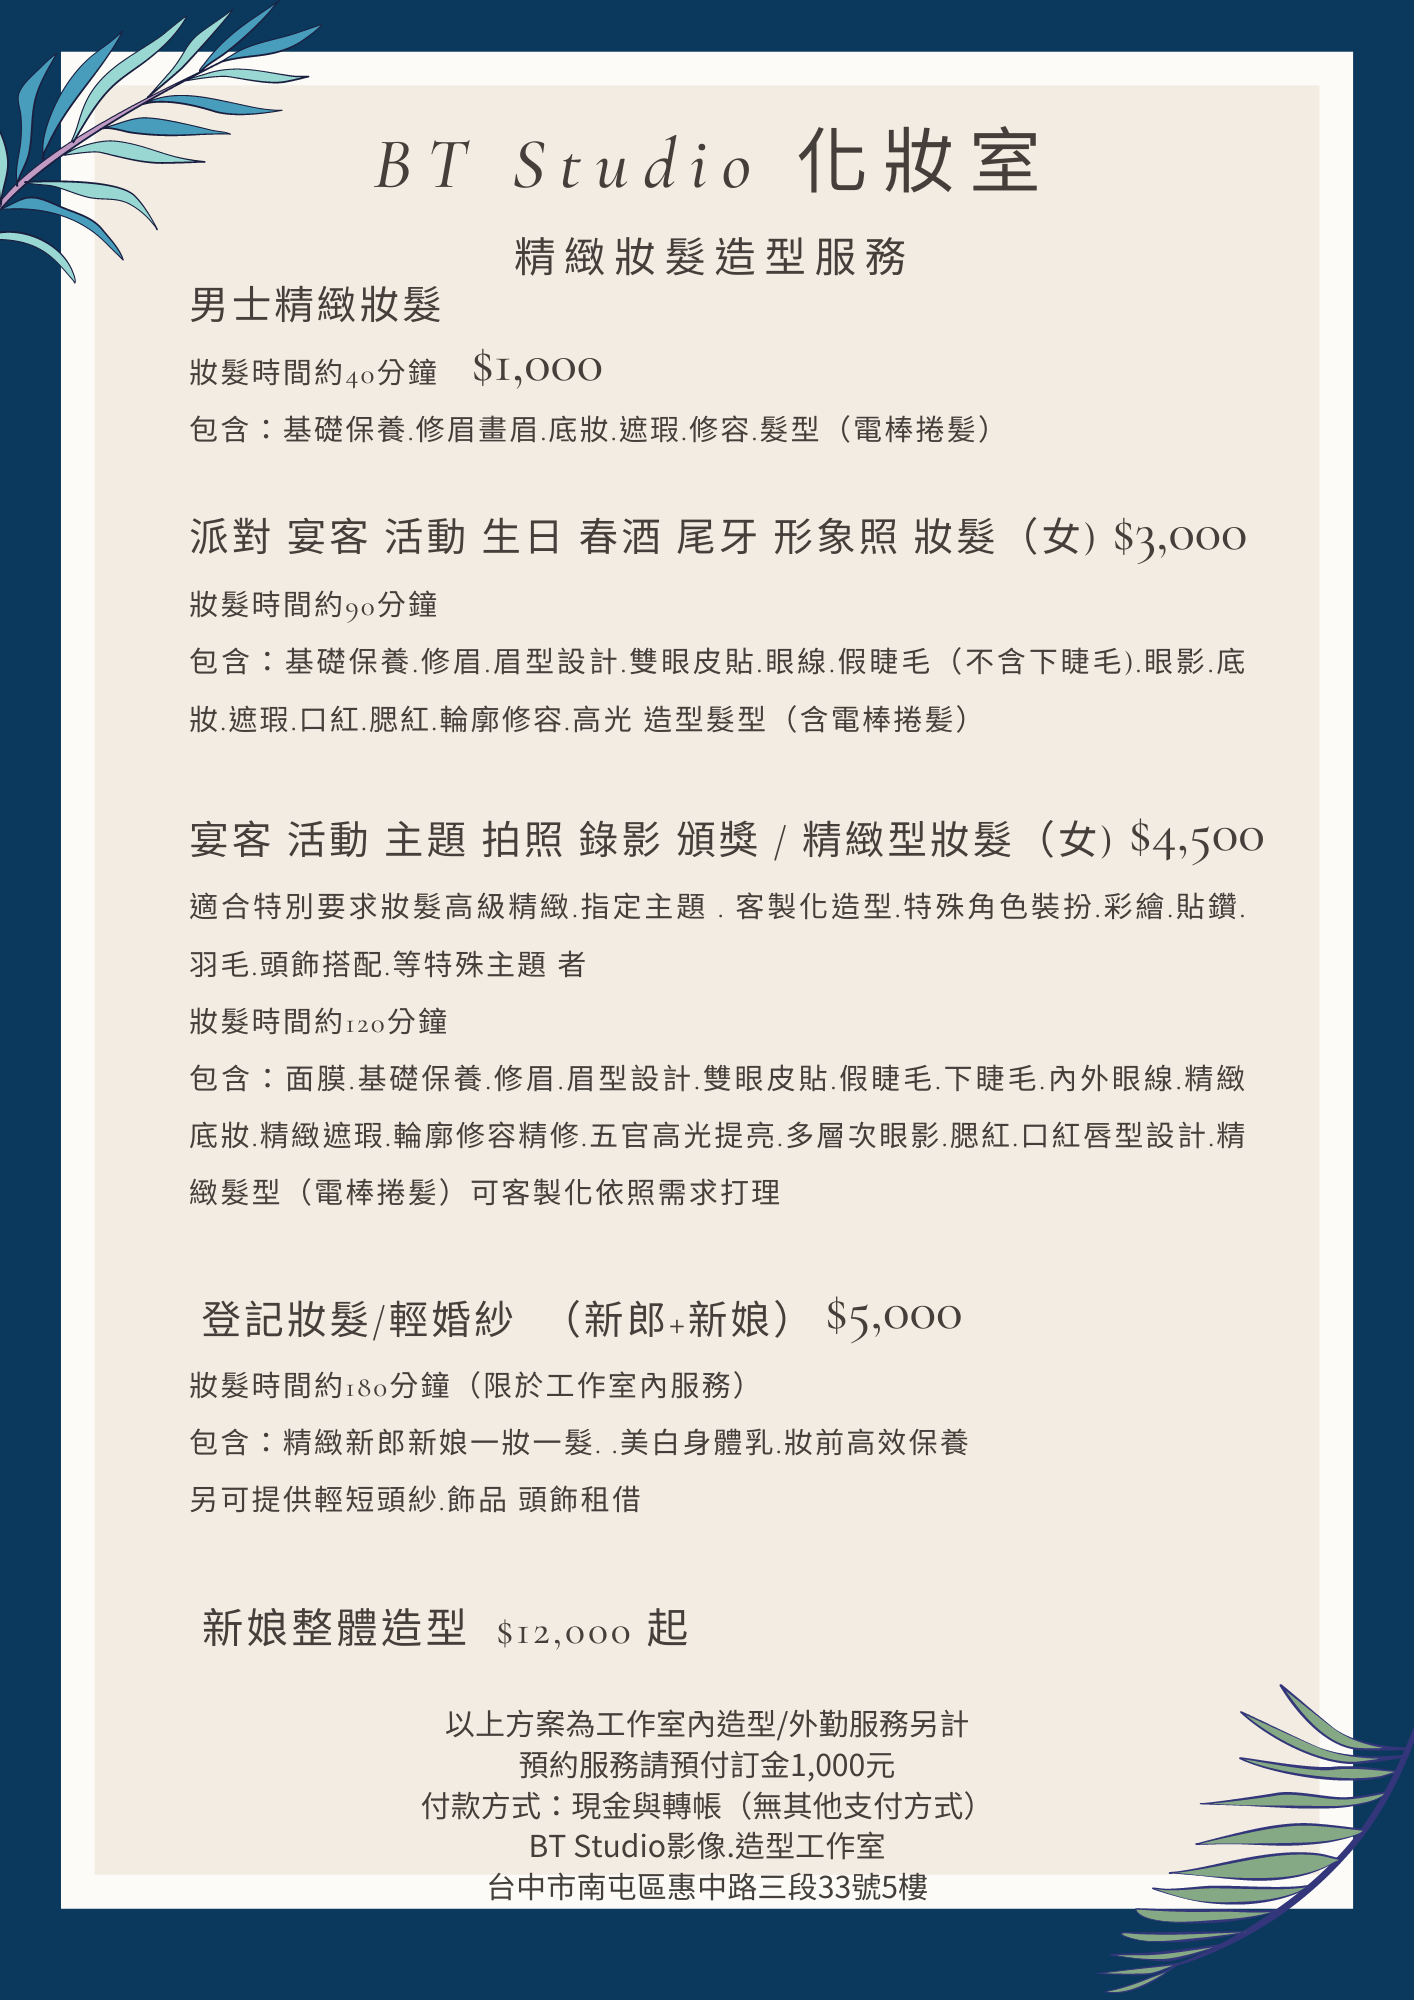 BT Studio 化妝室
精緻妝髮造型服務
男士精緻妝髮
妝髮時間約40分鐘 $1,000
包含：基礎保養.修眉畫眉.底妝.遮瑕.修容.髮型（電棒捲髮）
派對 宴客 活動 生日 春酒 尾牙 形象照 妝髮（女) $3,000
妝髮時間約90分鐘
包含：基礎保養.修眉.眉型設計.雙眼皮貼.眼線.假睫毛（不含下睫毛).眼影.底
妝.遮瑕.口紅.腮紅.輪廓修容.高光 造型髮型（含電棒捲髮）
宴客 活動 主題 拍照 錄影 頒獎 / 精緻型妝髮（女) $4,500
適合特別要求妝髮高級精緻.指定主題 . 客製化造型.特殊角色裝扮.彩繪.貼鑽.
羽毛.頭飾搭配.等特殊主題 者
妝髮時間約120分鐘
包含：面膜.基礎保養.修眉.眉型設計.雙眼皮貼.假睫毛.下睫毛.內外眼線.精緻
底妝.精緻遮瑕.輪廓修容精修.五官高光提亮.多層次眼影.腮紅.口紅唇型設計.精
緻髮型（電棒捲髮）可客製化依照需求打理
登記妝髮/輕婚紗 （新郎+新娘） $5,000
妝髮時間約180分鐘（限於工作室內服務）
包含：精緻新郎新娘一妝一髮. .美白身體乳.妝前高效保養
另可提供輕短頭紗.飾品 頭飾租借
新娘整體造型 $12,000 起
以上方案為工作室內造型/外勤服務另計
預約服務請預付訂金1,000元
付款方式：現金與轉帳（無其他支付方式）
BT Studio影像.造型工作室
台中市南屯區惠中路三段33號5樓